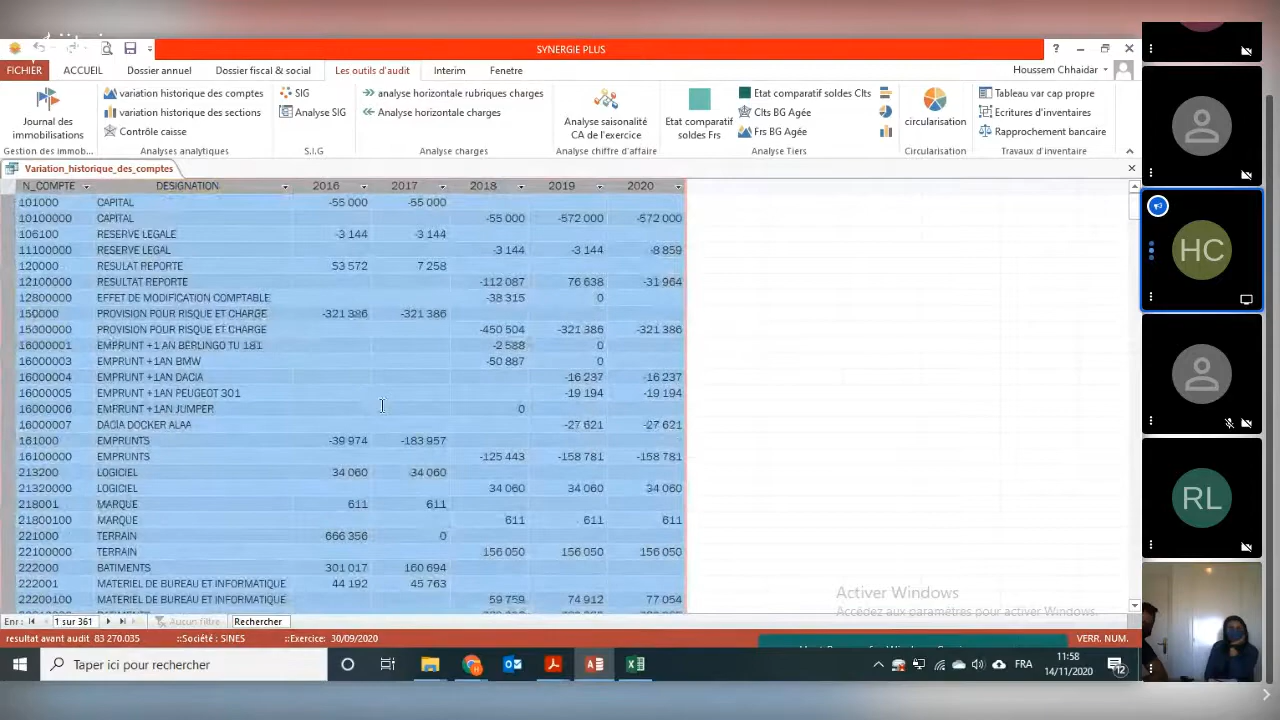 SYNERGIE PLUS
?
FICHIER ACCUEIL Dossier annuel Dossier fiscal & social Les outils d'audit Interim Fenetre Houssem Chhaidar
Journal des immobilisations
variation historique des comptes
variation historique des sections
Contrôle caisse
SIG
Analyse SIG
analyse horizontale rubriques charges
Analyse horizontale charges
Analyse saisonalité CA de l'exercice
Etat comparatif soldes Frs
Etat comparatif soldes Clts
Clts BG Agée
Frs BG Agée
circularisation
Tableau var cap propre
Ecritures d'inventaire
Rapprochement bancaire
Gestion des immob... Analyses analytiques S.I.G Analyse charges Analyse chiffre d'affaire Analyse Tiers Circularisation Travaux d'inventaire
Variation_historique_des_comptes
N_COMPTE DESIGNATION 2016 2017 2018 2019 2020
101000 CAPITAL -55 000 -55 000
10100000 CAPITAL -55 000 -572 000 -572 000
106100 RESERVE LEGALE -3 144 -3 144
11100000 RESERVE LEGAL -3 144 -3 144 -8 859
120000 RESULAT REPORTE 53 572 7 258
12100000 RESULTAT REPORTE -112 087 76 638 -31 964
12800000 EFFET DE MODIFICATION COMPTABLE -38 315 0
150000 PROVISION POUR RISQUE ET CHARGE -321 386 -321 386
15000000 PROVISION POUR RISQUE ET CHARGE -450 504 -321 386 -321 386
16000001 EMPRUNT +1 AN BERLINGO TU 181 -2 588 0
16000003 EMPRUNT +1AN BMW -50 887 0
16000004 EMPRUNT +1AN DACIA -16 237 -16 237
16000005 EMPRUNT +1AN PEUGEOT 301 -19 194 -19 194
16000006 EMPRUNT +1AN JUMPER 0
16000007 DACIA DOCKER ALAA -27 621 -27 621
161000 EMPRUNTS -39 974 -183 957
16100000 EMPRUNTS -125 443 -158 781 -158 781
213200 LOGICIEL 34 060 34 060
21320000 LOGICIEL 34 060 34 060 34 060
218001 MARQUE 611 611
21800100 MARQUE 611 611 611
221000 TERRAIN 666 356 0
22100000 TERRAIN 156 050 156 050 156 050
222000 BATIMENTS 301 017 160 694
222001 MATERIEL DE BUREAU ET INFORMATIQUE 44 192 45 763
22200100 MATERIEL DE BUREAU ET INFORMATIQUE 59 759 74 912 77 054
Activer Windows
Accédez aux paramètres pour activer Windows.
Enr : 1 sur 361 Aucun filtre Rechercher
resultat avant audit 83 270.035 ::Société : SINES ::Exercice: 30/09/2020 VERR. NUM.
Taper ici pour rechercher
FRA
11:58
14/11/2020
12
HC
RL